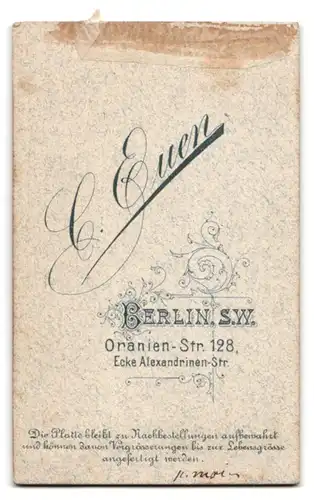 C. Euen
BERLIN, S.W.
Oranien-Str. 128,
Ecke Alexandrinen-Str.
Die Platte bleibt zu Nachbestellungen aufbewahrt
und können davon Vergrösserungen bis zur Lebensgrösse
angefertigt werden.